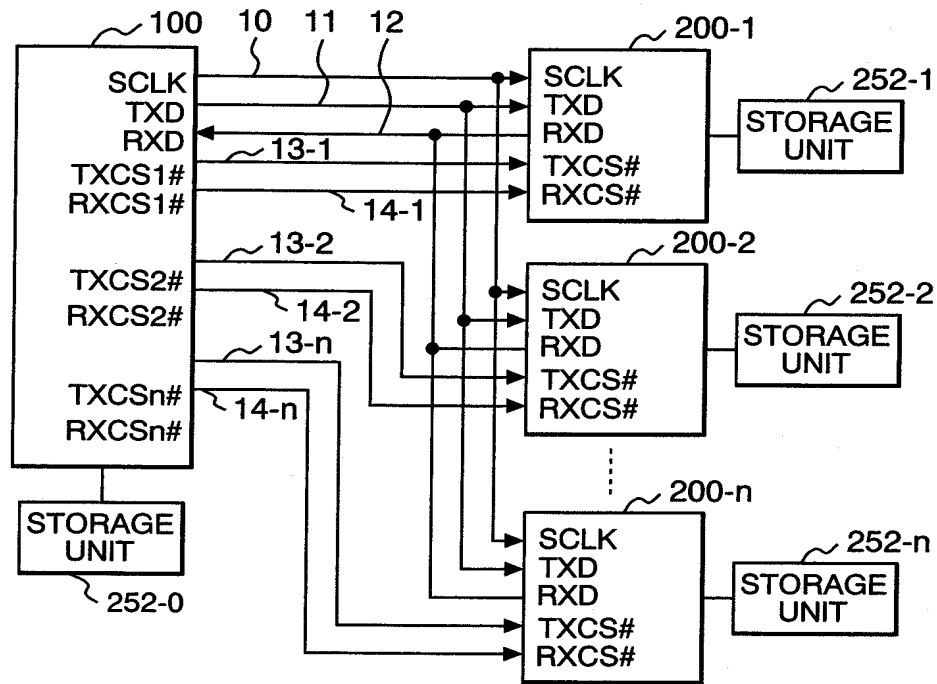 100
10
11
12
200-1
SCLK
TXD
RXD
TXCS1#
RXCS1#
13-1
14-1
SCLK
TXD
RXD
TXCS#
RXCS#
252-1
STORAGE
UNIT
13-2
14-2
TXCS2#
RXCS2#
200-2
SCLK
TXD
RXD
TXCS#
RXCS#
252-2
STORAGE
UNIT
13-n
14-n
TXCSn#
RXCSn#
STORAGE
UNIT
252-0
200-n
SCLK
TXD
RXD
TXCS#
RXCS#
252-n
STORAGE
UNIT